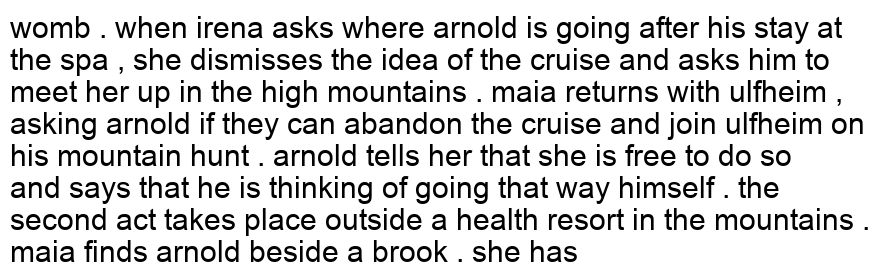 womb . when irena asks where arnold is going after his stay at
the spa , she dismisses the idea of the cruise and asks him to
meet her up in the high mountains . maia returns with ulfheim ,
asking arnold if they can abandon the cruise and join ulfheim on
his mountain hunt . arnold tells her that she is free to do so
and says that he is thinking of going that way himself . the
second act takes place outside a health resort in the mountains .
maia finds arnold beside a brook . she has